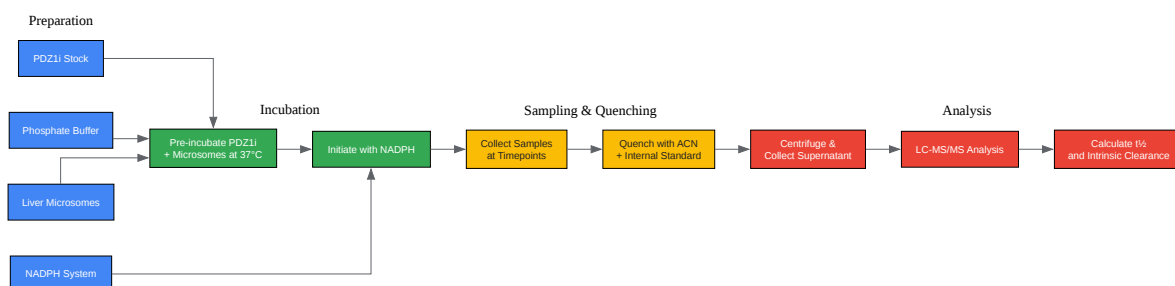 Preparation
PDZ1i Stock
Phosphate Buffer
Liver Microsomes
NADPH System
Incubation
Pre-incubate PDZ1i
+ Microsomes at 37°C
Initiate with NADPH
Sampling & Quenching
Collect Samples
at Timepoints
Quench with ACN
+ Internal Standard
Analysis
Centrifuge &
Collect Supernatant
LC-MS/MS Analysis
Calculate t½
and Intrinsic Clearance